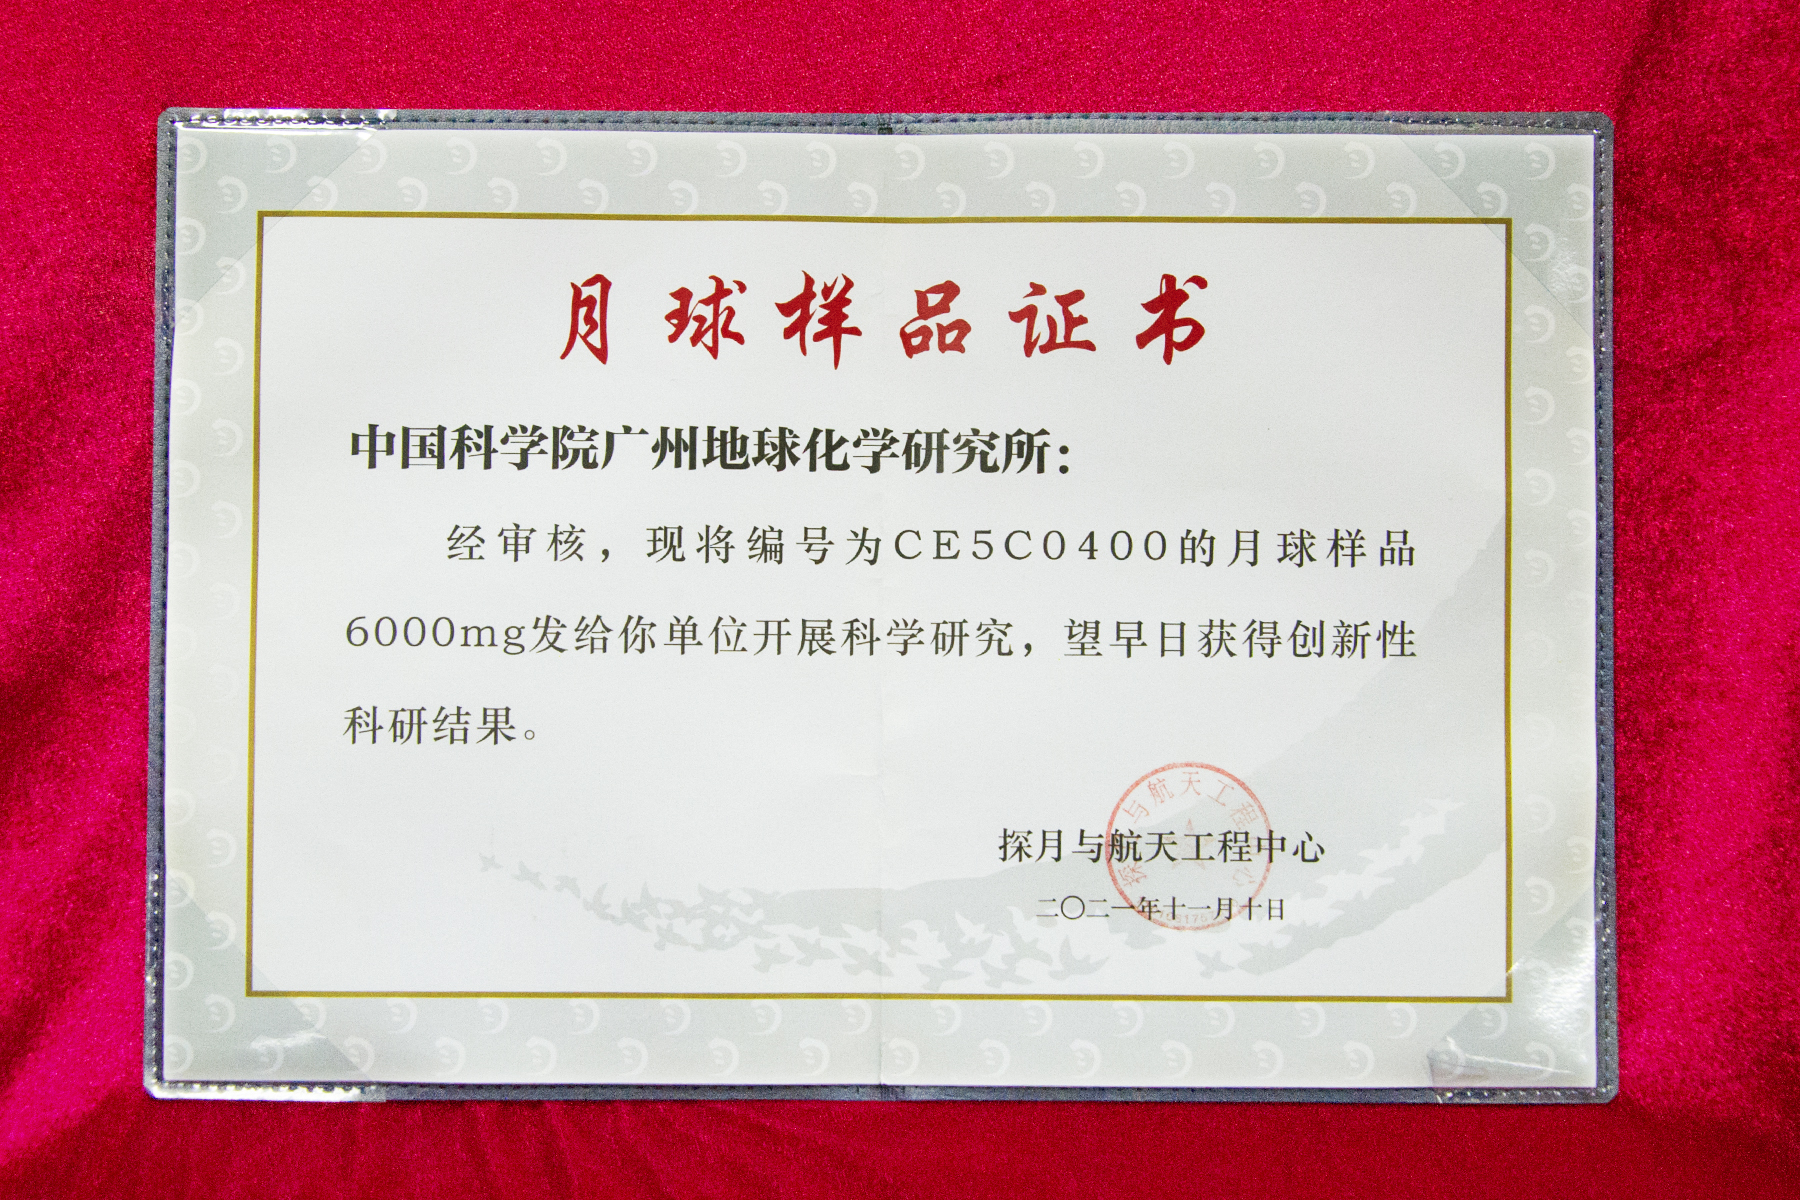 月球样品证书
中国科学院广州地球化学研究所：
经审核，现将编号为CE5C0400的月球样品
6000mg发给你单位开展科学研究，望早日获得创新性
科研结果。
探月与航天工程中心
二〇二一年十一月十日